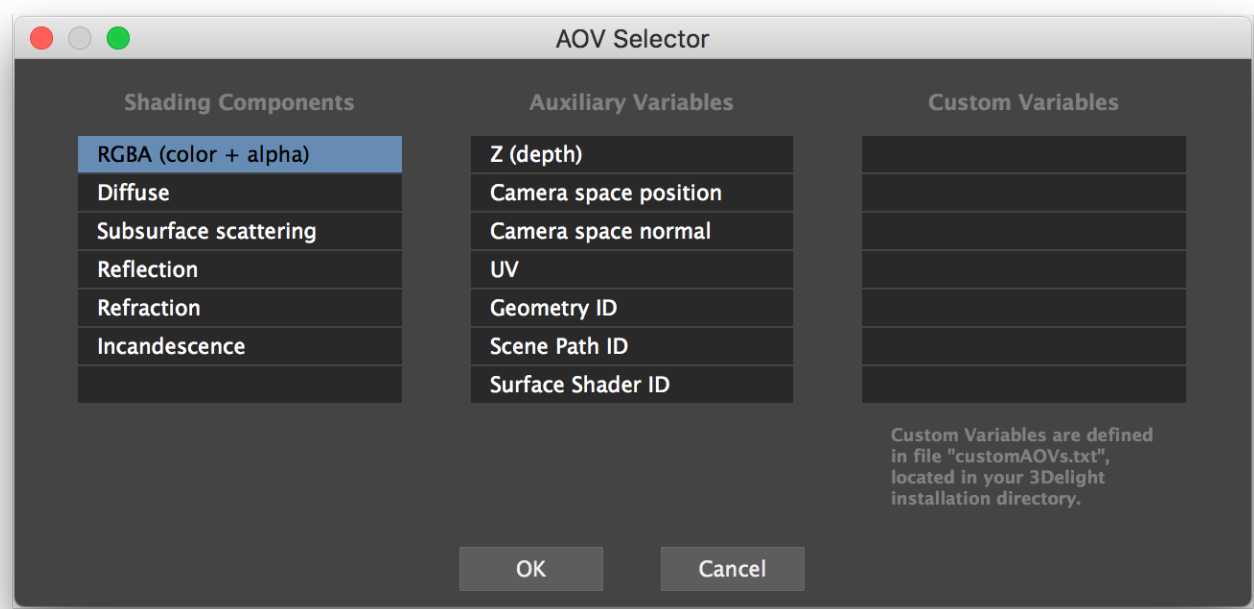 AOV Selector
Shading Components
RGBA (color + alpha)
Diffuse
Subsurface scattering
Reflection
Refraction
Incandescence
Auxiliary Variables
Z (depth)
Camera space position
Camera space normal
UV
Geometry ID
Scene Path ID
Surface Shader ID
Custom Variables
Custom Variables are defined
in file "customAOVs.txt",
located in your 3Delight
installation directory.
OK
Cancel